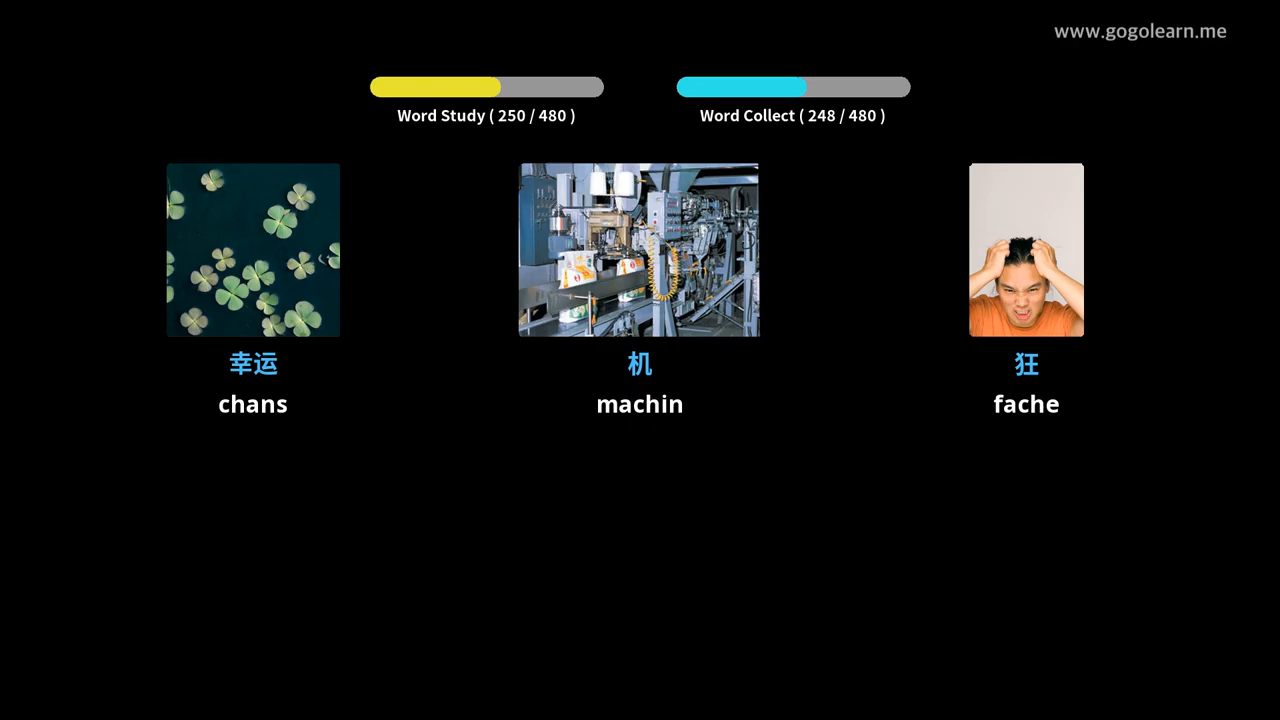 www.gogolearn.me
Word Study ( 250 / 480 )
Word Collect ( 248 / 480 )
幸运
机
狂
chans
machin
fache